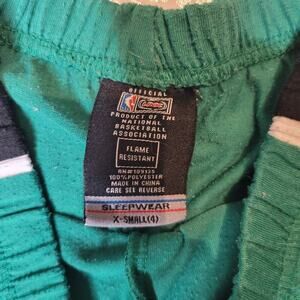 OFFICIAL
NBA
PRODUCT OF THE
NATIONAL
BASKETBALL
ASSOCIATION
FLAME
RESISTANT
100% POLYESTER
MADE IN CHINA
CARE SEE REVERSE
SLEEPWEAR
X-SMALL(4)